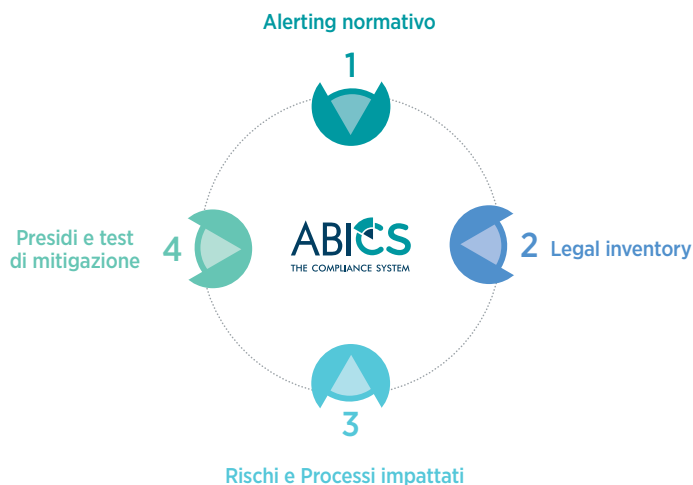 Alerting normativo
1
ABICS
THE COMPLIANCE SYSTEM
2 Legal inventory
3
Rischi e Processi impattati
4
Presidi e test
di mitigazione